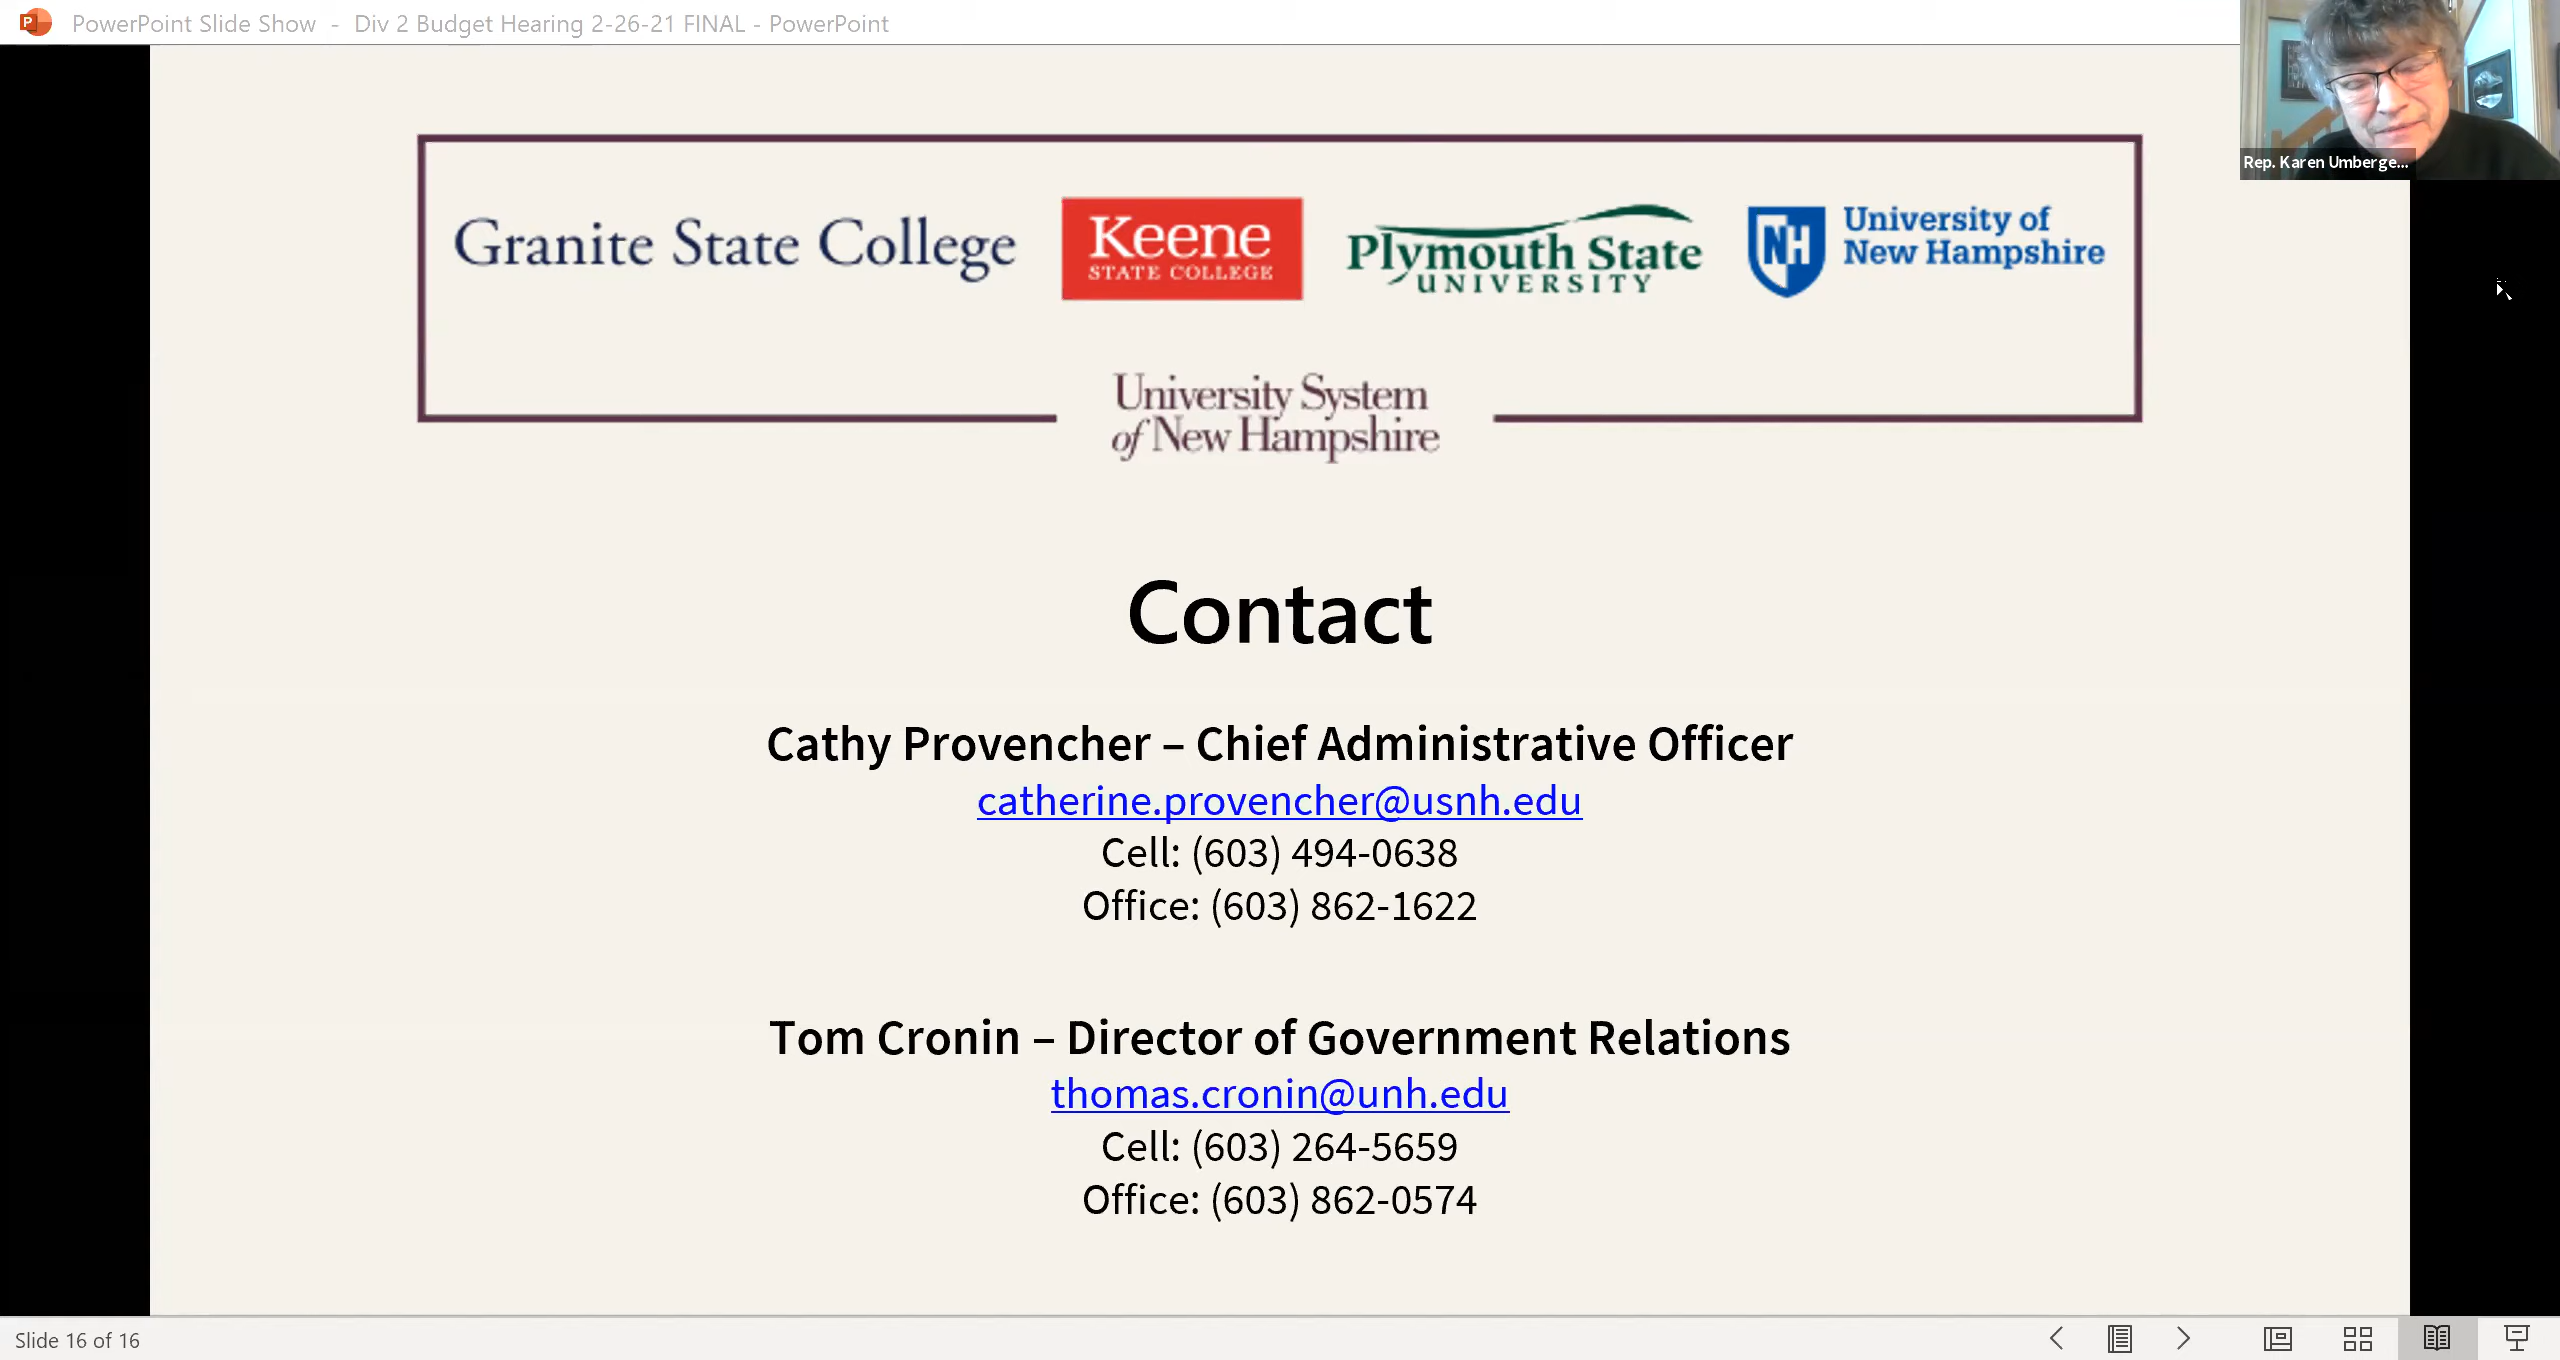 PowerPoint Slide Show - Div 2 Budget Hearing 2-26-21 FINAL - PowerPoint
Rep. Karen Umberge...
Granite State College
Keene
STATE COLLEGE
Plymouth State
UNIVERSITY
NH
University of
New Hampshire
University System
of New Hampshire
Contact
Cathy Provencher – Chief Administrative Officer
catherine.provencher@usnh.edu
Cell: (603) 494-0638
Office: (603) 862-1622
Tom Cronin – Director of Government Relations
thomas.cronin@unh.edu
Cell: (603) 264-5659
Office: (603) 862-0574
Slide 16 of 16